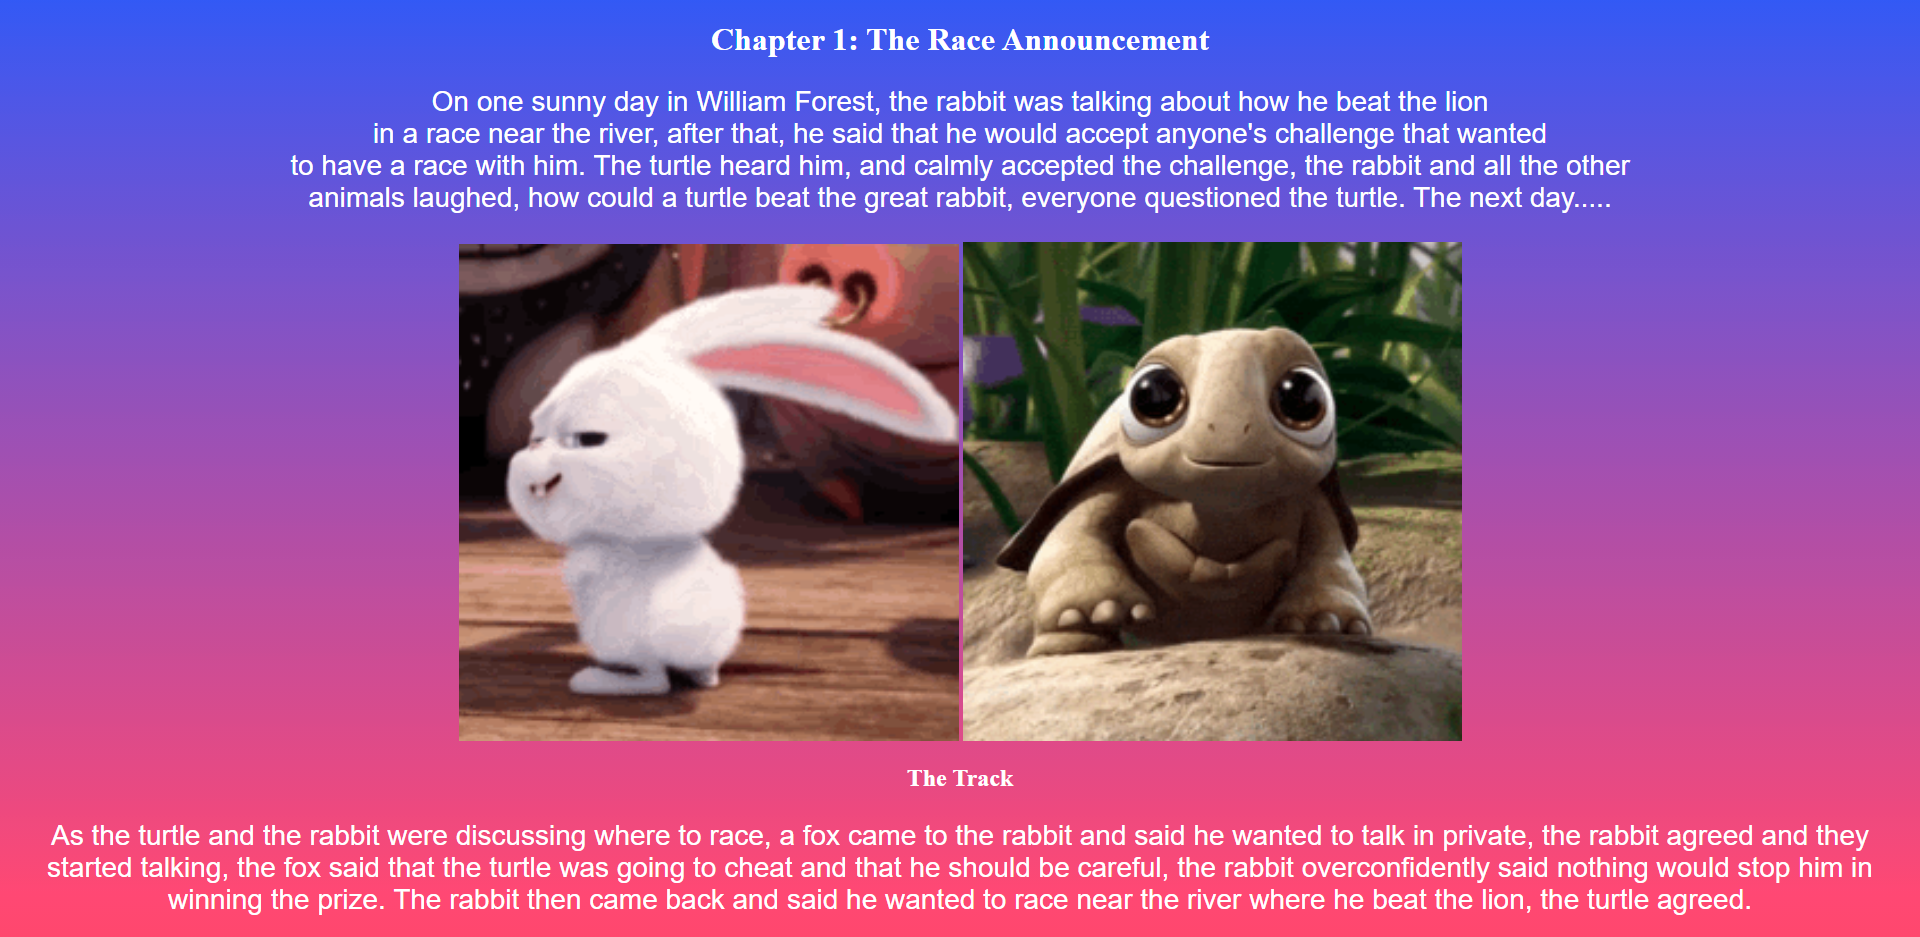 Chapter 1: The Race Announcement
On one sunny day in William Forest, the rabbit was talking about how he beat the lion
in a race near the river, after that, he said that he would accept anyone's challenge that wanted
to have a race with him. The turtle heard him, and calmly accepted the challenge, the rabbit and all the other
animals laughed, how could a turtle beat the great rabbit, everyone questioned the turtle. The next day.....
The Track
As the turtle and the rabbit were discussing where to race, a fox came to the rabbit and said he wanted to talk in private, the rabbit agreed and they
started talking, the fox said that the turtle was going to cheat and that he should be careful, the rabbit overconfidently said nothing would stop him in
winning the prize. The rabbit then came back and said he wanted to race near the river where he beat the lion, the turtle agreed.